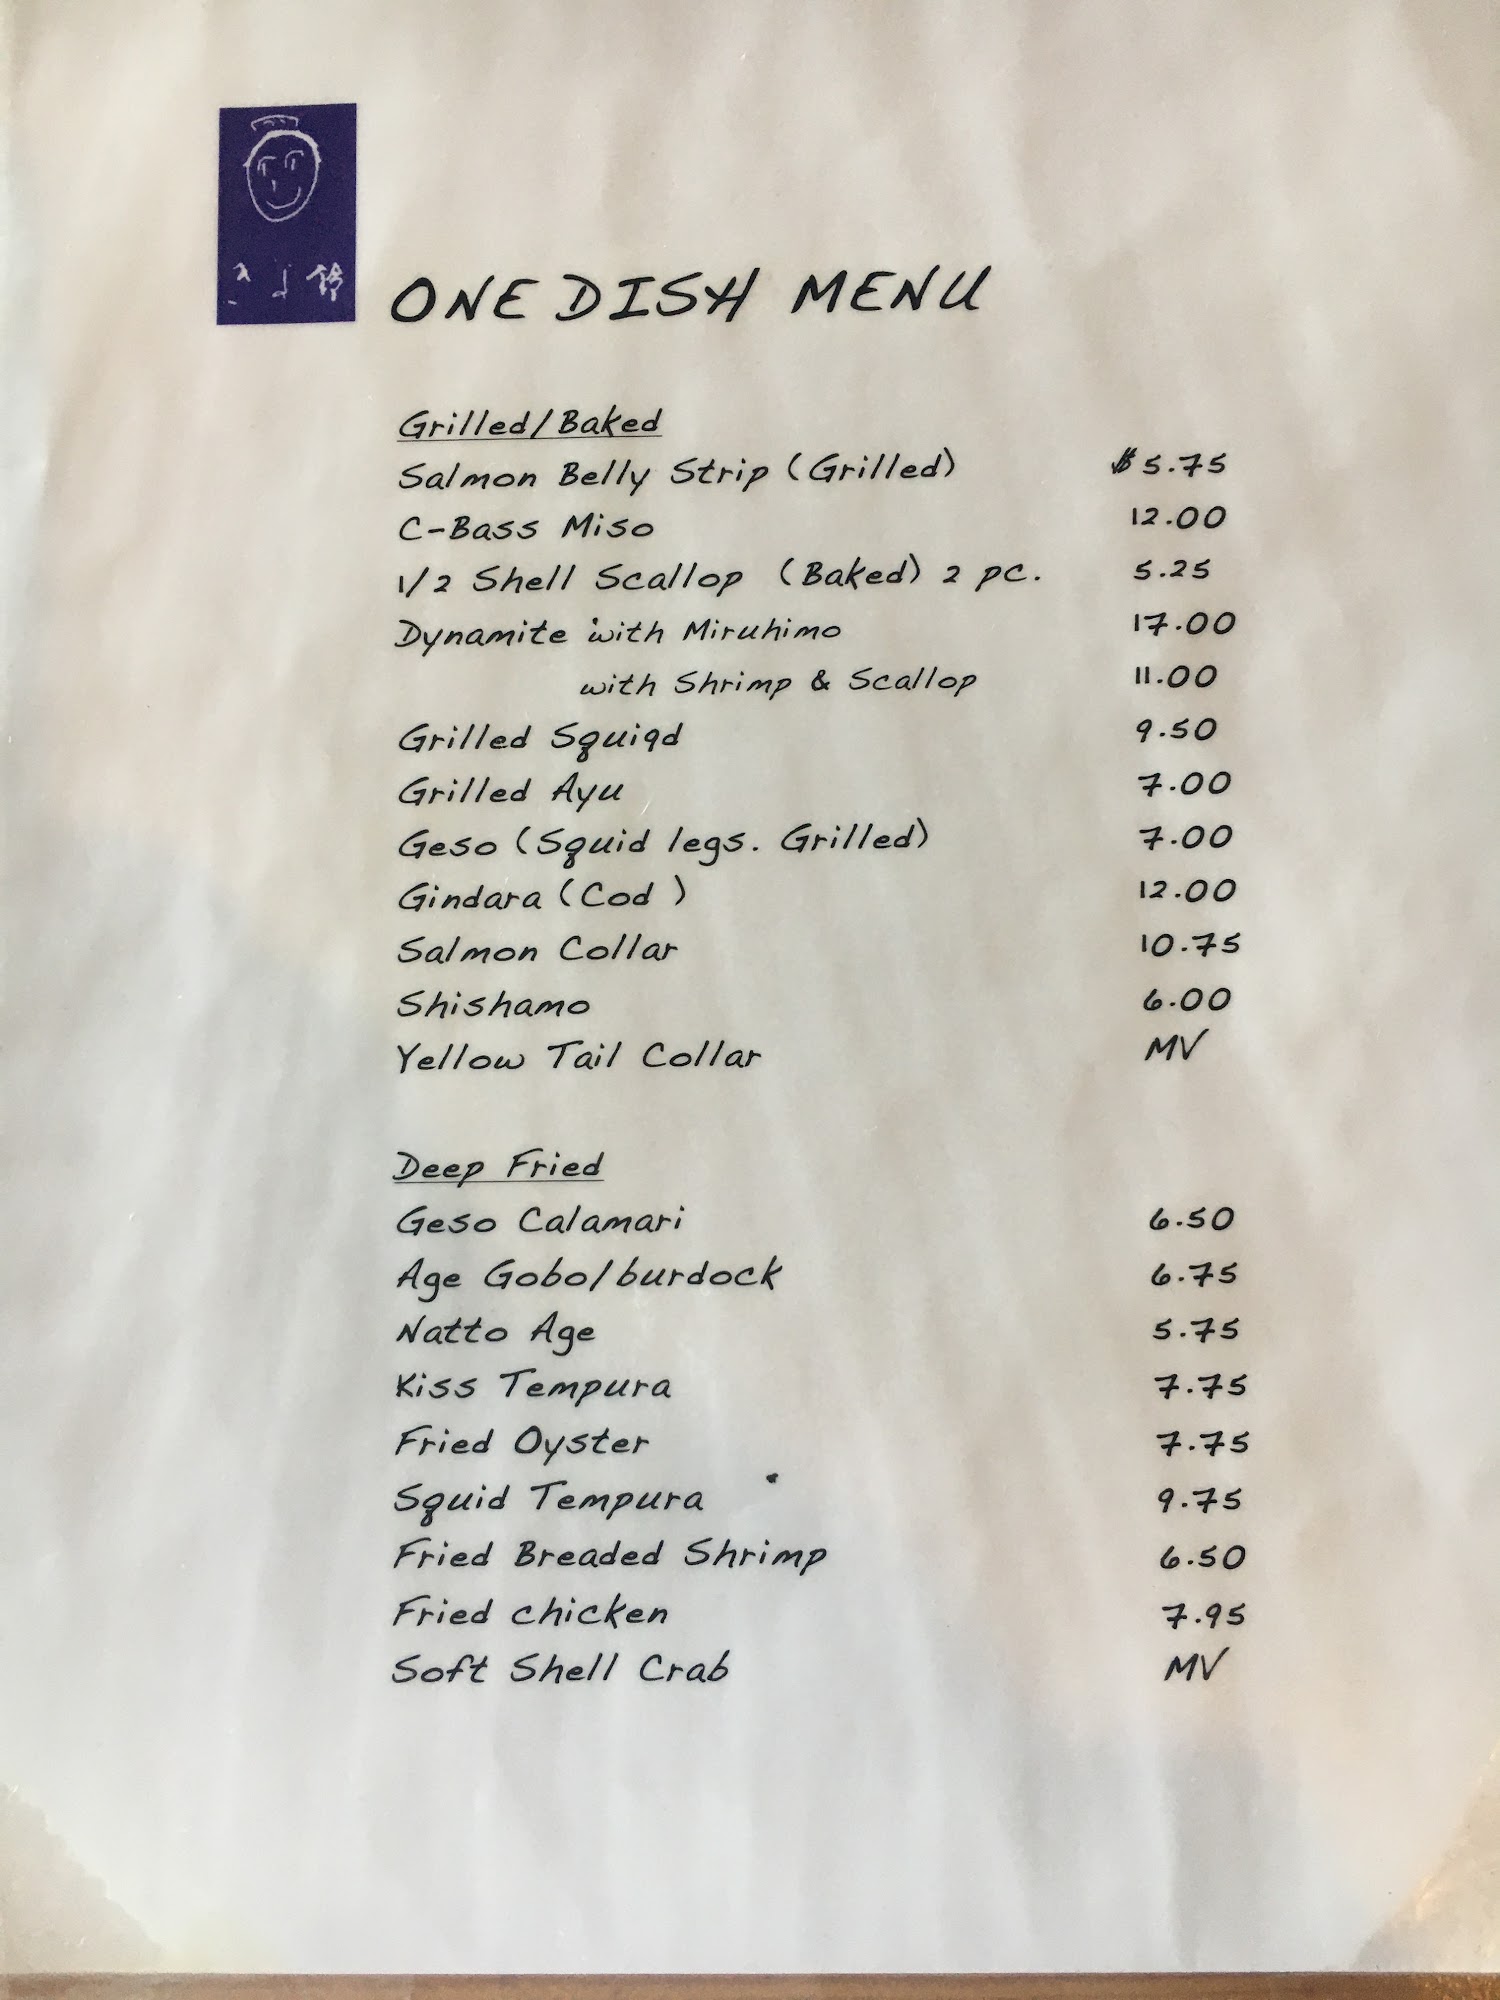 ONE DISH MENU
Grilled/Baked
Salmon Belly Strip (Grilled) $5.75
C-Bass Miso 12.00
1/2 Shell Scallop (Baked) 2 pc. 5.25
Dynamite with Miruhimo 17.00
with Shrimp & Scallop 11.00
Grilled Squiqd 9.50
Grilled Ayu 7.00
Geso (Squid legs. Grilled) 7.00
Gindara (Cod ) 12.00
Salmon Collar 10.75
Shishamo 6.00
Yellow Tail Collar MV
Deep Fried
Geso Calamari 6.50
Age Gobo/burdock 6.75
Natto Age 5.75
Kiss Tempura 7.75
Fried Oyster 7.75
Squid Tempura 9.75
Fried Breaded Shrimp 6.50
Fried chicken 7.95
Soft Shell Crab MV